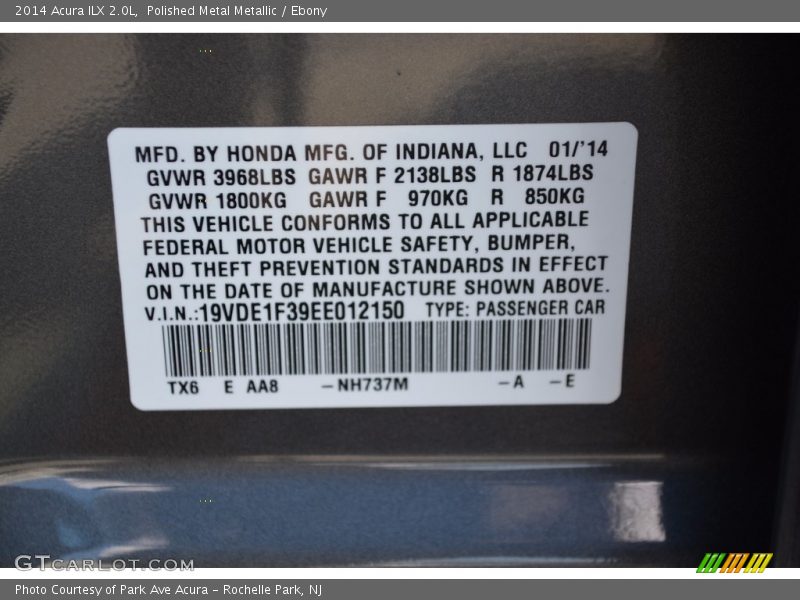 2014 Acura ILX 2.0L, Polished Metal Metallic / Ebony
MFD. BY HONDA MFG. OF INDIANA, LLC 01/'14
GVWR 3968LBS GAWR F 2138LBS R 1874LBS
GVWR 1800KG GAWR F 970KG R 850KG
THIS VEHICLE CONFORMS TO ALL APPLICABLE
FEDERAL MOTOR VEHICLE SAFETY, BUMPER,
AND THEFT PREVENTION STANDARDS IN EFFECT
ON THE DATE OF MANUFACTURE SHOWN ABOVE.
V.I.N.:19VDE1F39EE012150 TYPE: PASSENGER CAR
TX6 E AA8 -NH737M -A -E
GTCARLOT.COM
Photo Courtesy of Park Ave Acura - Rochelle Park, NJ